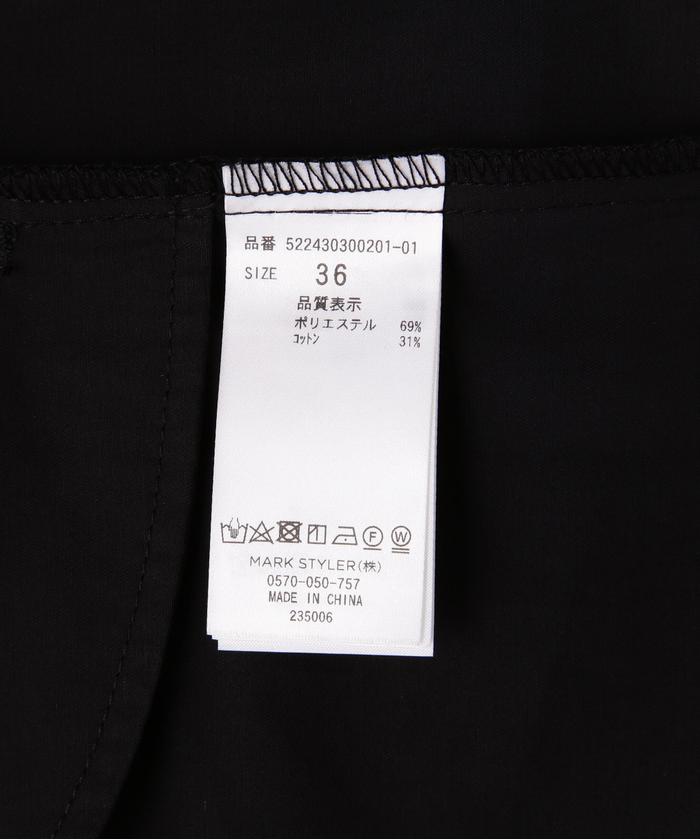 品番 522430300201-01
SIZE 36
品質表示
ポリエステル 69%
コットン 31%
F W
MARK STYLER(株)
0570-050-757
MADE IN CHINA
235006